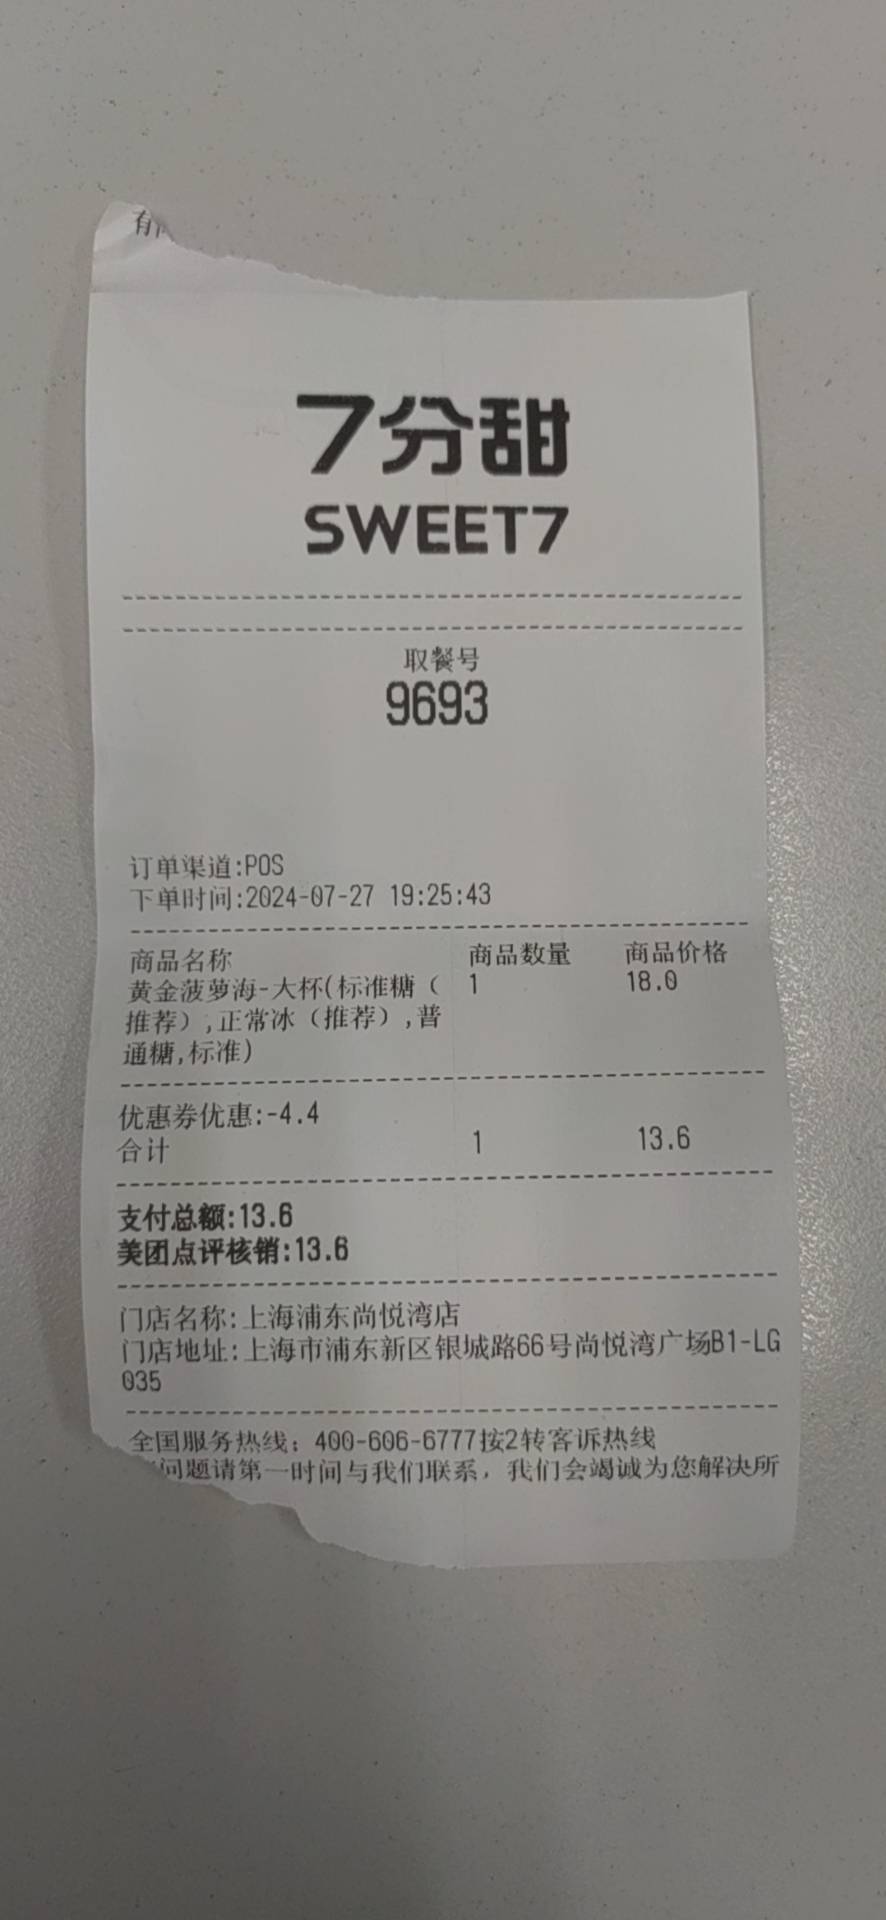 有
7分甜
SWEET7
取餐号
9693
订单渠道:POS
下单时间:2024-07-27 19:25:43
商品名称 商品数量 商品价格
黄金菠萝海-大杯(标准糖（ 1 18.0
推荐）,正常冰（推荐）,普
通糖,标准)
优惠券优惠:-4.4
合计 1 13.6
支付总额:13.6
美团点评核销:13.6
门店名称:上海浦东尚悦湾店
门店地址:上海市浦东新区银城路66号尚悦湾广场B1-LG
035
全国服务热线：400-606-6777按2转客诉热线
问题请第一时间与我们联系，我们会竭诚为您解决所